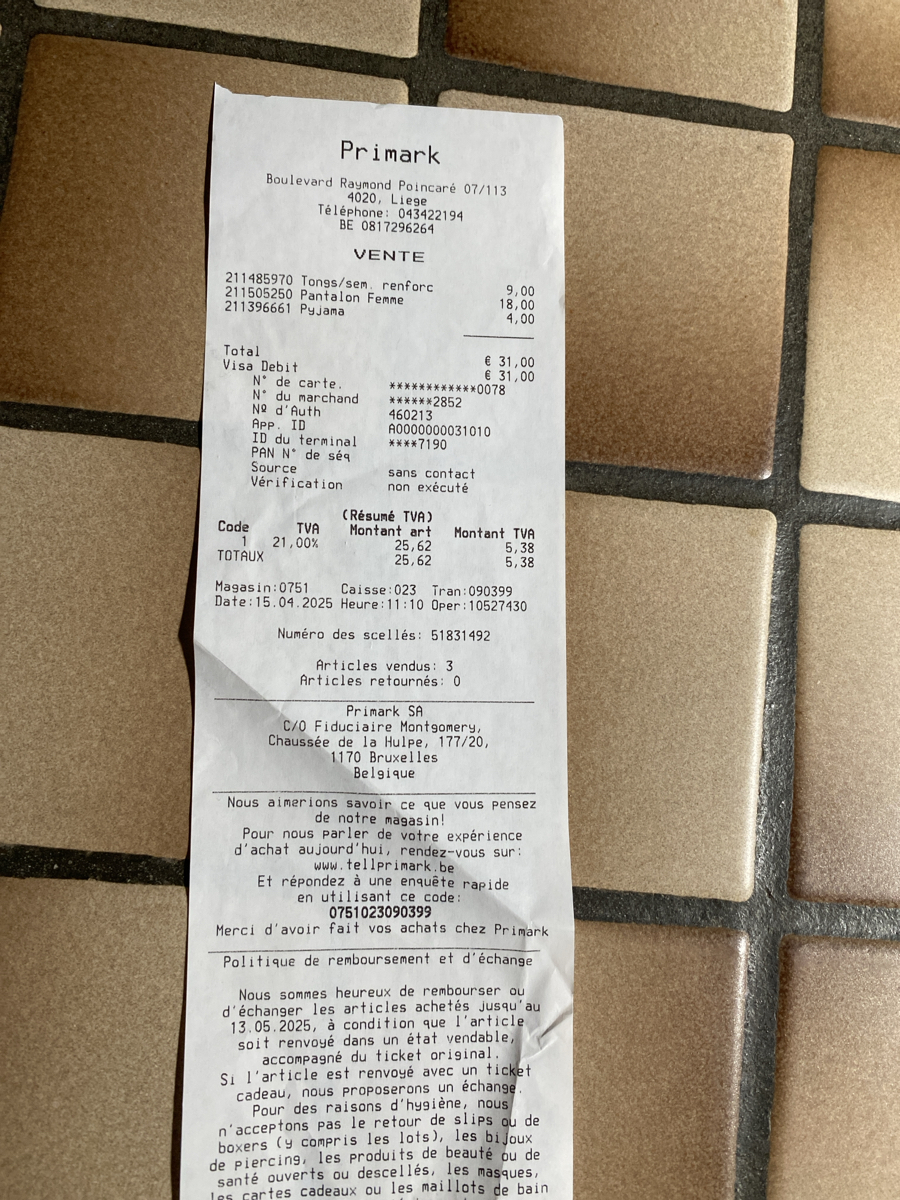 Primark
Boulevard Raymond Poincaré 07/113
4020, Liege
Téléphone: 043422194
BE 0817296264
VENTE
211485970 Tongs/sem. renforc 9,00
211505250 Pantalon Femme 18,00
211396661 Pyjama 4,00
Total € 31,00
Visa Debit € 31,00
N° de carte. ************0078
N° du marchand ******2852
Nº d'Auth 460213
App. ID A0000000031010
ID du terminal ****7190
PAN N° de séq
Source sans contact
Vérification non exécuté
(Résumé TVA)
Code TVA Montant art Montant TVA
1 21,00% 25,62 5,38
TOTAUX 25,62 5,38
Magasin:0751 Caisse:023 Tran:090399
Date:15.04.2025 Heure:11:10 Oper:10527430
Numéro des scellés: 51831492
Articles vendus: 3
Articles retournés: 0
Primark SA
C/O Fiduciaire Montgomery,
Chaussée de la Hulpe, 177/20,
1170 Bruxelles
Belgique
Nous aimerions savoir ce que vous pensez
de notre magasin!
Pour nous parler de votre expérience
d'achat aujourd'hui, rendez-vous sur:
www.tellprimark.be
Et répondez à une enquête rapide
en utilisant ce code:
0751023090399
Merci d'avoir fait vos achats chez Primark
Politique de remboursement et d'échange
Nous sommes heureux de rembourser ou
d'échanger les articles achetés jusqu'au
13.05.2025, à condition que l'article
soit renvoyé dans un état vendable,
accompagné du ticket original.
Si l'article est renvoyé avec un ticket
cadeau, nous proposerons un échange.
Pour des raisons d'hygiène, nous
n'acceptons pas le retour de slips ou de
boxers (y compris les lots), les bijoux
de piercing, les produits de beauté ou de
santé ouverts ou descellés, les masques,
les cartes cadeaux ou les maillots de bain